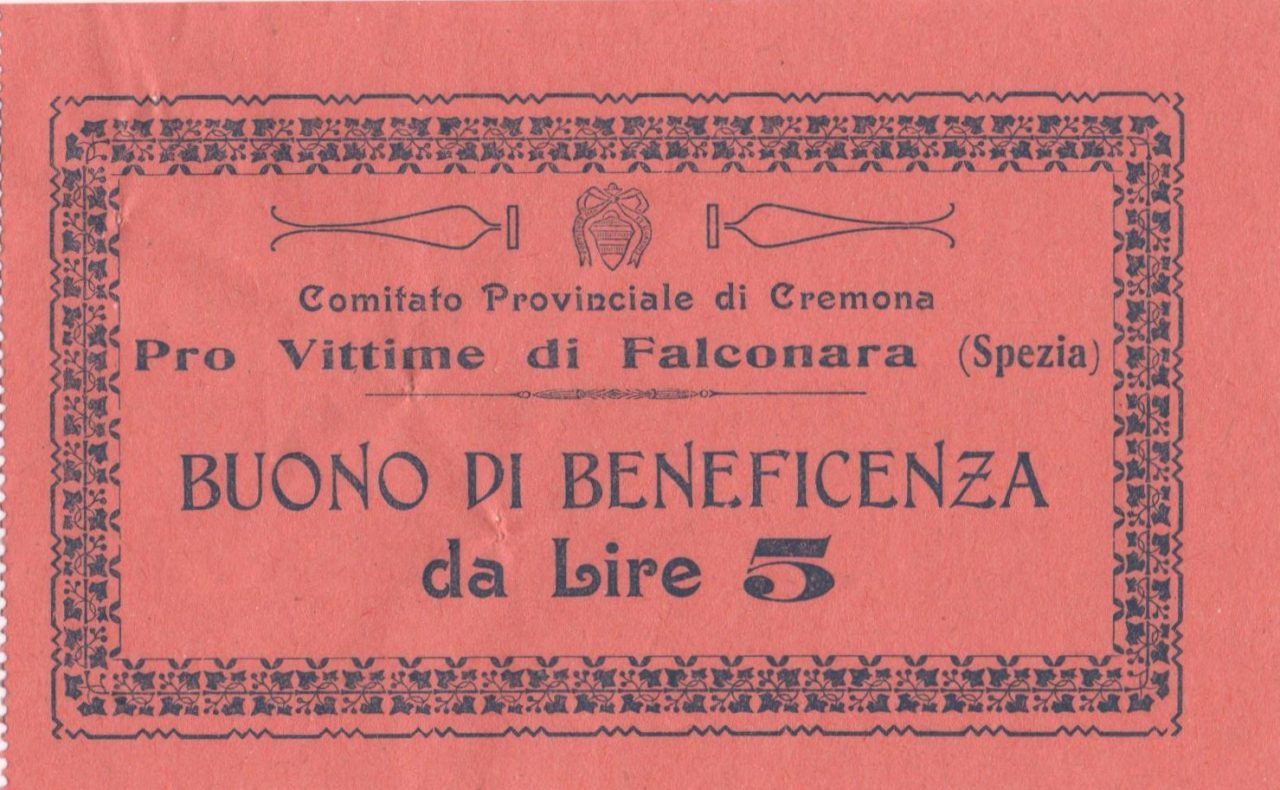 Comitato Provinciale di Cremona
Pro Vittime di Falconara (Spezia)
BUONO DI BENEFICENZA
da Lire 5